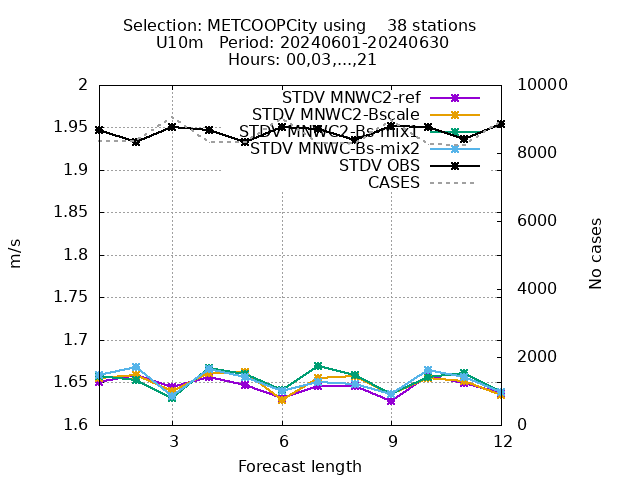 Selection: METCOOPCity using    38 stations
U10m   Period: 20240601-20240630
Hours: 00,03,...,21
STDV MNWC2-ref
STDV MNWC2-Bscale
STDV MNWC2-Bs-mix1
STDV MNWC-Bs-mix2
STDV OBS
CASES
2
1.95
1.9
1.85
1.8
1.75
1.7
1.65
1.6
m/s
10000
8000
6000
4000
2000
0
No cases
3 6 9 12
Forecast length